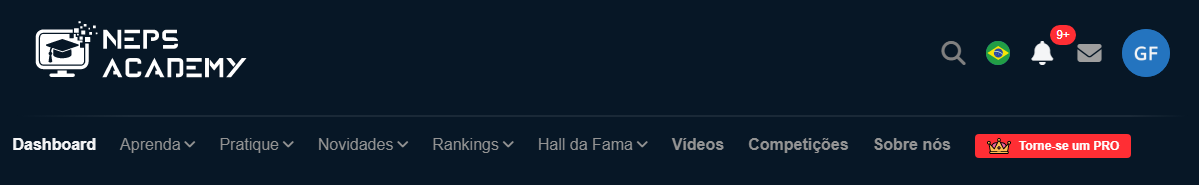 NEPS
ACADEMY
9+
GF
Dashboard Aprenda Pratique Novidades Rankings Hall da Fama Vídeos Competições Sobre nós Torne-se um PRO